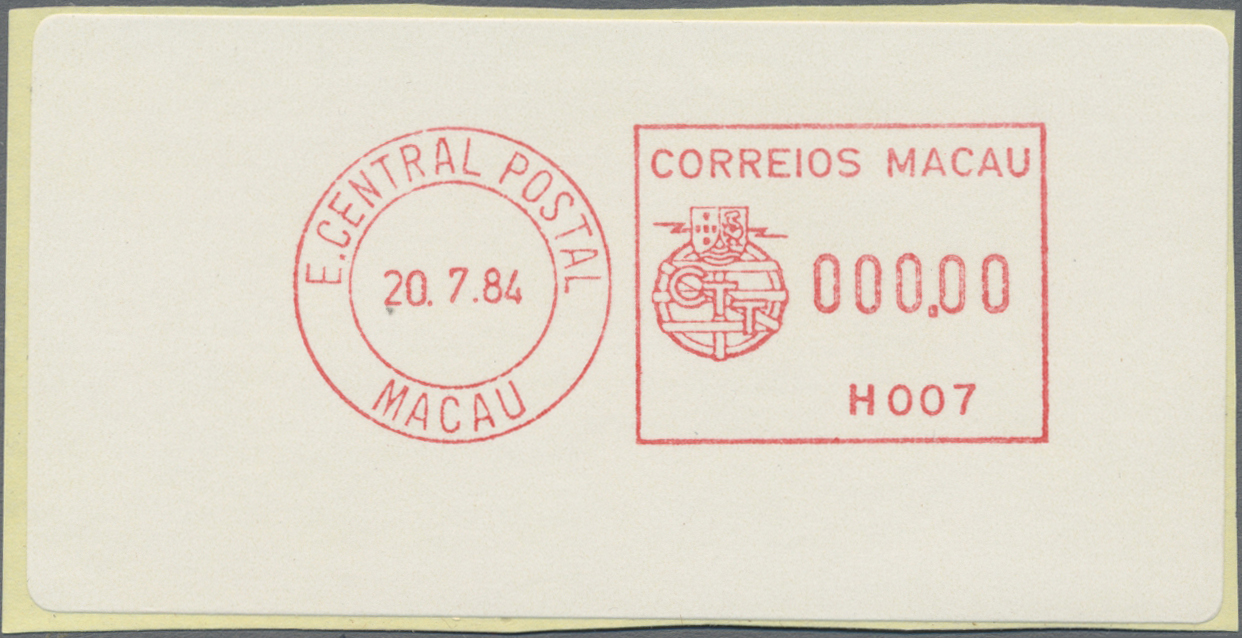 E.CENTRAL POSTAL
20. 7.84
MACAU
CORREIOS MACAU
CTT
000,00
H007